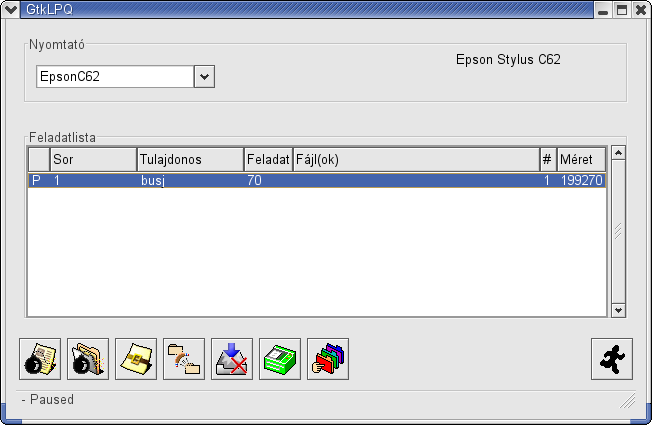 GtkLPQ
Nyomtató
EpsonC62
Epson Stylus C62
Feladatlista
Sor Tulajdonos Feladat Fájl(ok) # Méret
P 1 busj 70 1 199270
- Paused